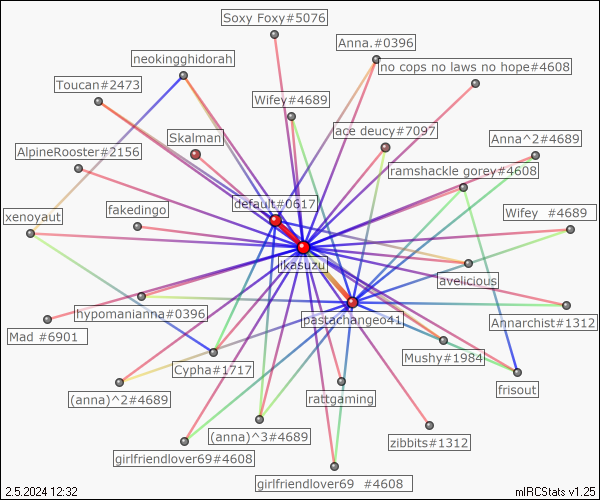 Soxy Foxy#5076
Anna.#0396
neokingghidorah
no cops no laws no hope#4608
Toucan#2473
Wifey#4689
ace deucy#7097
Skalman
Anna^2#4689
AlpineRooster#2156
ramshackle gorey#4608
default#0617
fakedingo
xenoyaut
Wifey  #4689
ikasuzu
avelicious
hypomanianna#0396
pastachangeo41
Annarchist#1312
Mad #6901
Mushy#1984
Cypha#1717
frisout
(anna)^2#4689
rattgaming
(anna)^3#4689
zibbits#1312
girlfriendlover69#4608
girlfriendlover69  #4608
2.5.2024 12:32
mIRCStats v1.25